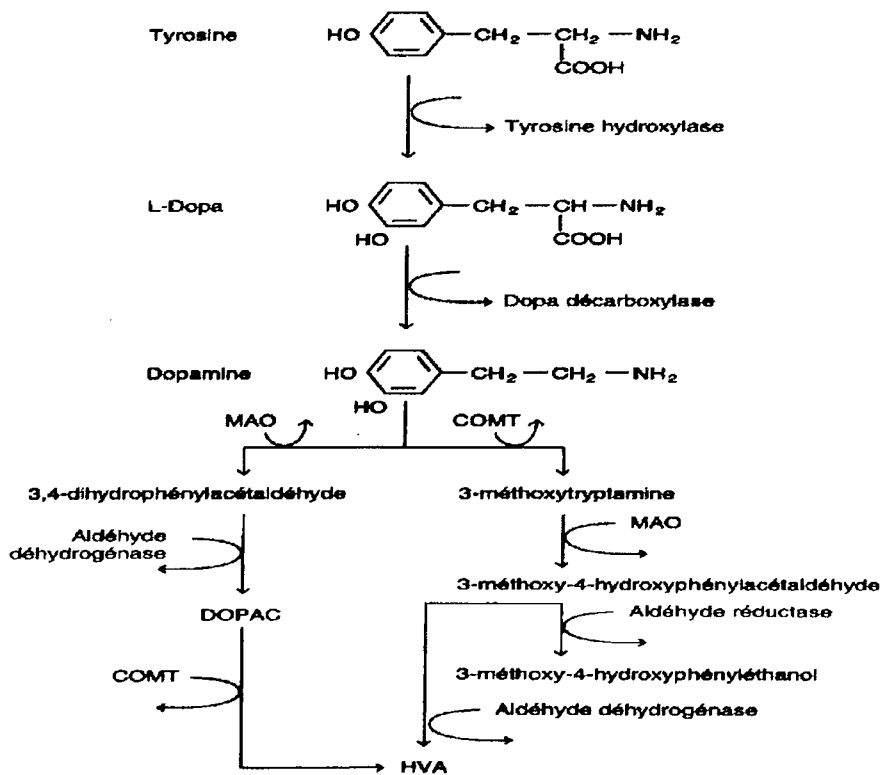 Tyrosine HO CH2 CH2 NH2
COOH
Tyrosine hydroxylase
L-Dopa HO CH2 CH NH2
HO COOH
Dopa décarboxylase
Dopamine HO CH2 CH2 NH2
HO
MAO COMT
3,4-dihydrophénylacétaldéhyde 3-méthoxytryptamine
Aldéhyde MAO
déhydrogénase
3-méthoxy-4-hydroxyphénylacétaldéhyde
DOPAC Aldéhyde réductase
COMT 3-méthoxy-4-hydroxyphényléthanol
Aldéhyde déhydrogénase
HVA